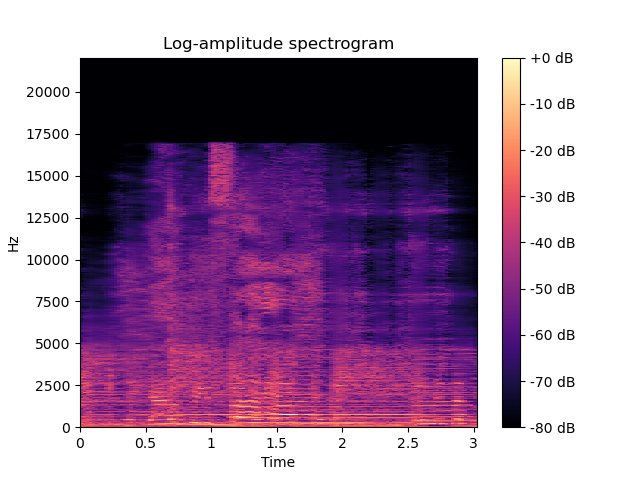 Log-amplitude spectrogram
Hz
20000
17500
15000
12500
10000
7500
5000
2500
0
0 0.5 1 1.5 2 2.5 3
Time
+0 dB
-10 dB
-20 dB
-30 dB
-40 dB
-50 dB
-60 dB
-70 dB
-80 dB